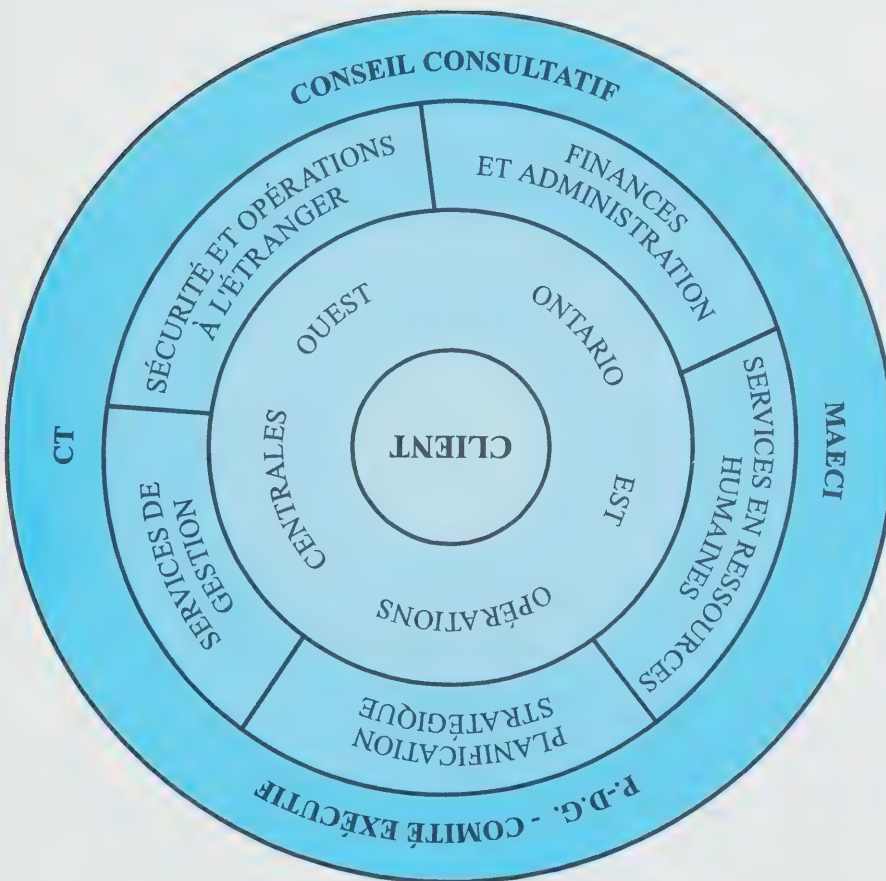 P.-D.G. - COMITÉ EXÉCUTIF
PLANIFICATION
STRATÉGIQUE
SERVICES DE
GESTION
SERVICES EN RESSOURCES
HUMAINES
OPÉRATIONS
CENTRALES
EST
CLIENT
MAECI
CT
ONTARIO
OUEST
FINANCES
ET ADMINISTRATION
SÉCURITÉ ET OPÉRATIONS
À L'ÉTRANGER
CONSEIL CONSULTATIF